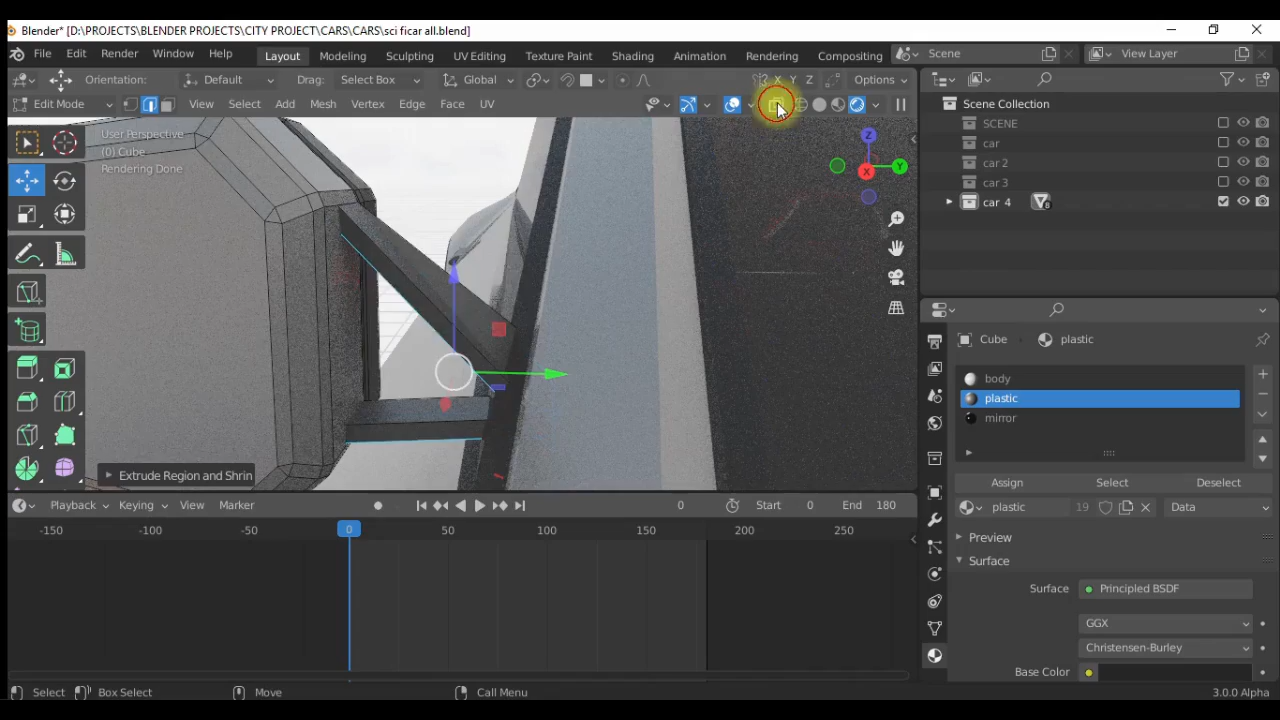 Blender* [D:\PROJECTS\BLENDER PROJECTS\CITY PROJECT\CARS\CARS\sci ficar all.blend]
File Edit Render Window Help Layout Modeling Sculpting UV Editing Texture Paint Shading Animation Rendering Compositing Scene View Layer
Orientation: Default Drag: Select Box Global X Y Z Options
Edit Mode View Select Add Mesh Vertex Edge Face UV
User Perspective
(0) Cube
Rendering Done
Z
Y
X
Scene Collection
SCENE
car
car 2
car 3
car 4
Cube plastic
body
plastic
mirror
Extrude Region and Shrin
Assign Select Deselect
Playback Keying View Marker 0 Start 0 End 180
plastic 19 Data
-150 -100 -50 0 50 100 150 200 250
Preview
Surface
Surface Principled BSDF
GGX
Christensen-Burley
Base Color
Select Box Select Move Call Menu 3.0.0 Alpha